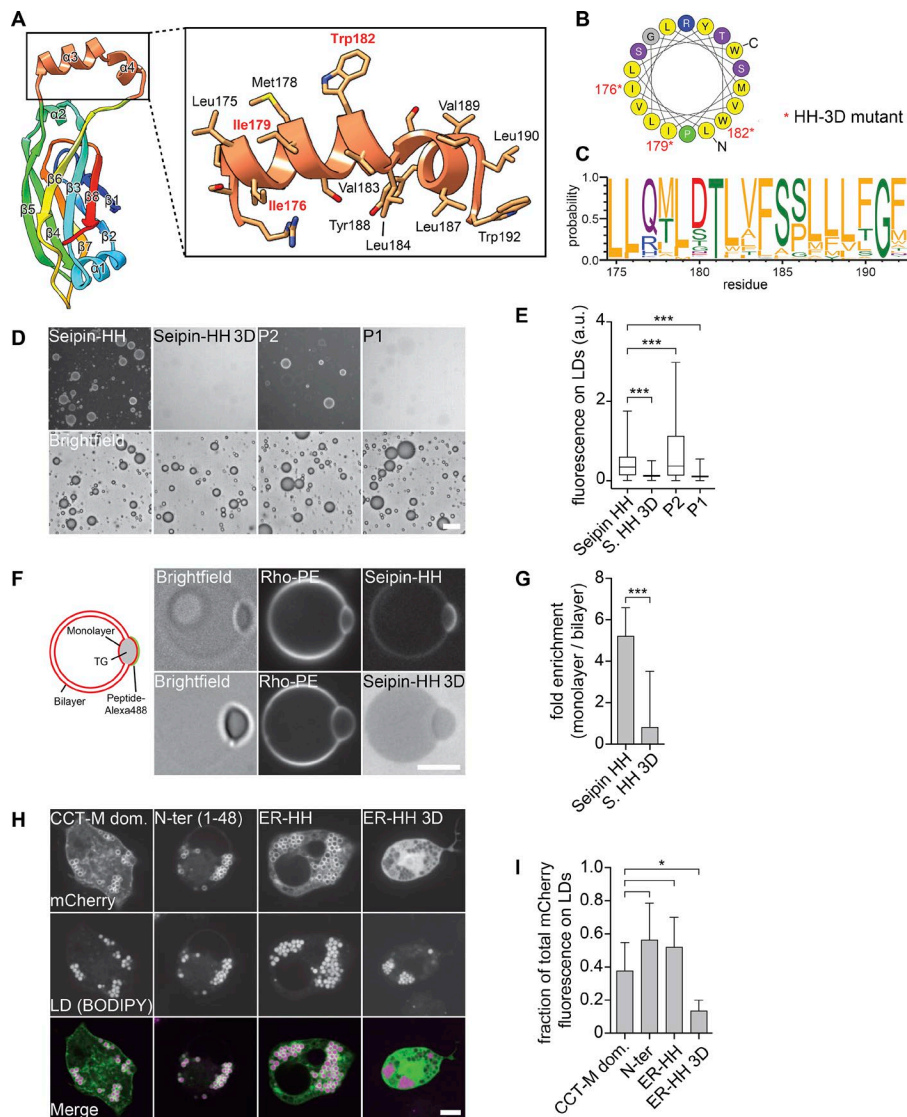 A
α3
α4
α2
β6
β3
β8
β1
β5
β4
β2
β7
α1
Trp182
Met178
Leu175
Ile179
Val189
Leu190
Val183
Ile176
Tyr188
Leu187
Leu184
Trp192
B
L R Y
G T
S W C
L S
I M
176*
V V
L W
I P L
179* N 182*
* HH-3D mutant
C
probability
1.0
0.5
0.0
175 180 185 190
residue
D
Seipin-HH Seipin-HH 3D P2 P1
Brightfield
E
fluorescence on LDs (a.u.)
4
2
0
***
***
***
Seipin HH
S. HH 3D
P2
P1
F
Monolayer
TG
Bilayer
Peptide-
Alexa488
Brightfield Rho-PE Seipin-HH
Brightfield Rho-PE Seipin-HH 3D
G
fold enrichment
(monolayer / bilayer)
8
6
4
2
0
***
Seipin HH
S. HH 3D
H
CCT-M dom. N-ter (1-48) ER-HH ER-HH 3D
mCherry
LD (BODIPY)
Merge
I
fraction of total mCherry
fluorescence on LDs
1.0
0.8
0.6
0.4
0.2
0
*
CCT-M dom.
N-ter
ER-HH
ER-HH 3D